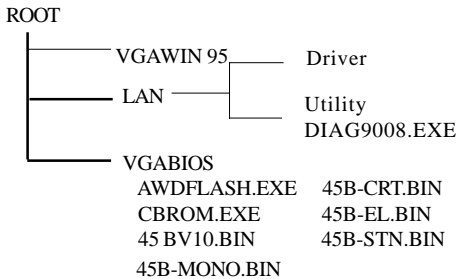 ROOT
VGAWIN 95
Driver
LAN
Utility
DIAG9008.EXE
VGABIOS
AWDFLASH.EXE 45B-CRT.BIN
CBROM.EXE 45B-EL.BIN
45 BV10.BIN 45B-STN.BIN
45B-MONO.BIN